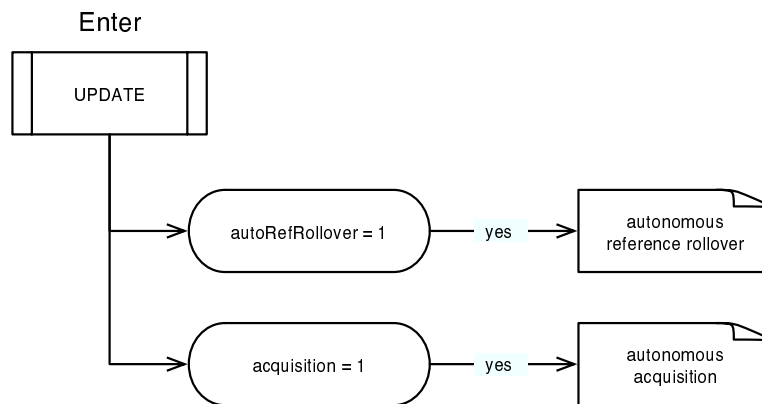 Enter
UPDATE
autoRefRollover = 1
yes
autonomous
reference rollover
acquisition = 1
yes
autonomous
acquisition